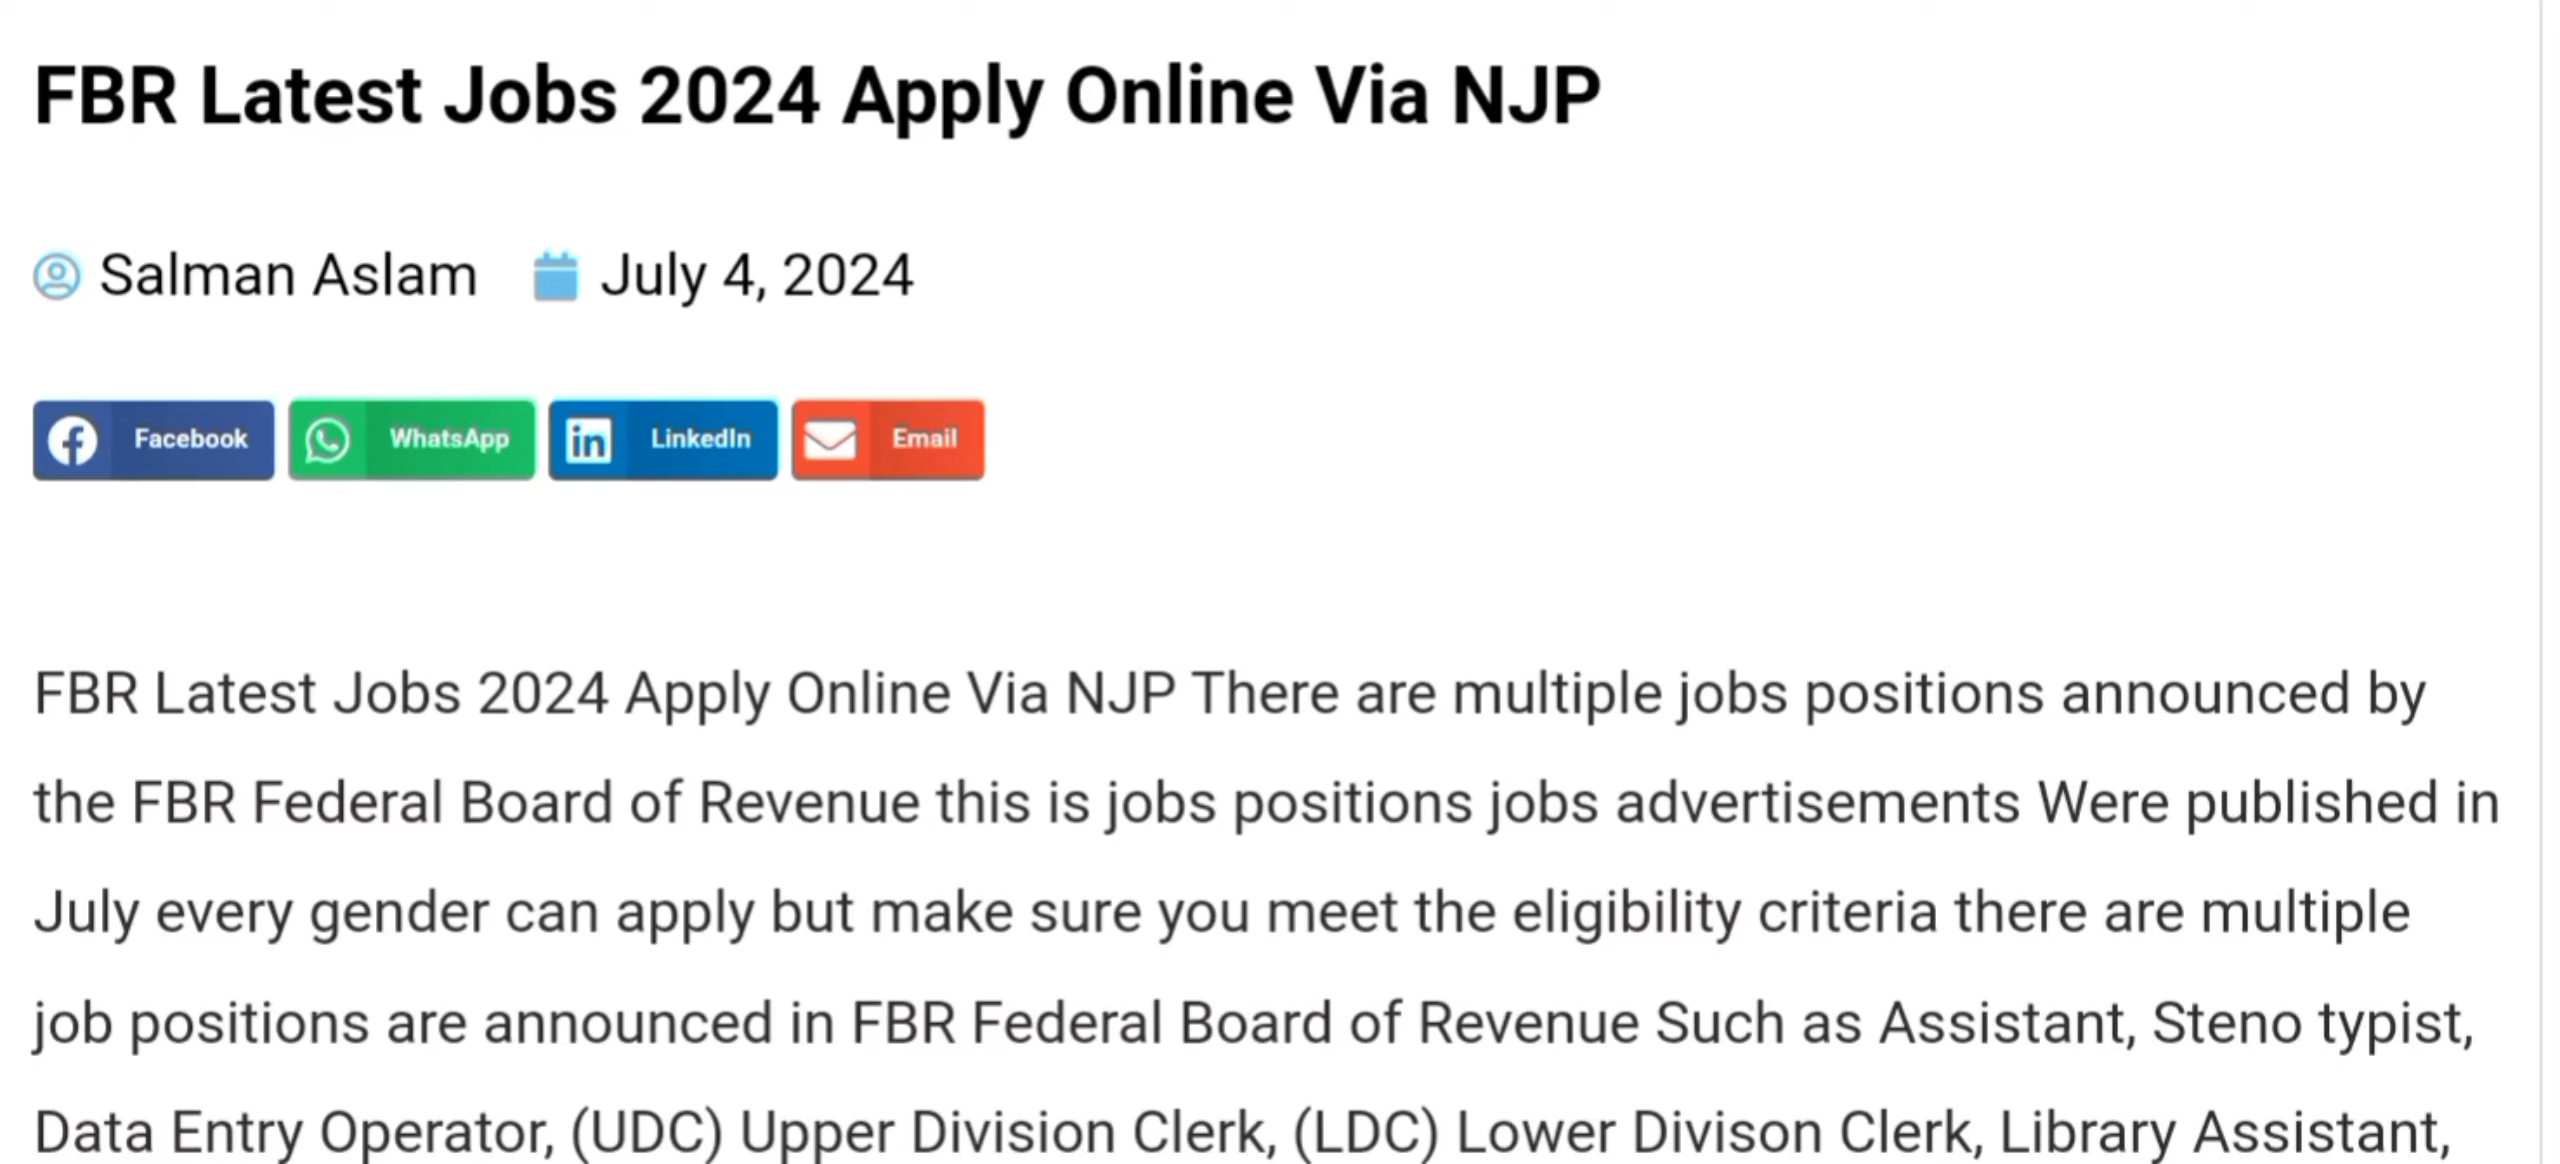 FBR Latest Jobs 2024 Apply Online Via NJP
Salman Aslam July 4, 2024
Facebook WhatsApp LinkedIn Email
FBR Latest Jobs 2024 Apply Online Via NJP There are multiple jobs positions announced by
the FBR Federal Board of Revenue this is jobs positions jobs advertisements Were published in
July every gender can apply but make sure you meet the eligibility criteria there are multiple
job positions are announced in FBR Federal Board of Revenue Such as Assistant, Steno typist,
Data Entry Operator, (UDC) Upper Division Clerk, (LDC) Lower Divison Clerk, Library Assistant,